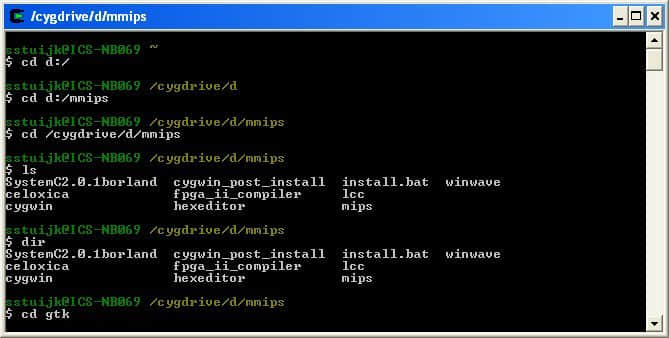 /cygdrive/d/mmips
sstuijk@ICS-NB069 ~
$ cd d:/
sstuijk@ICS-NB069 /cygdrive/d
$ cd d:/mmips
sstuijk@ICS-NB069 /cygdrive/d/mmips
$ cd /cygdrive/d/mmips
sstuijk@ICS-NB069 /cygdrive/d/mmips
$ ls
SystemC2.0.1borland  cygwin_post_install  install.bat  winwave
celoxica             fpga_ii_compiler     lcc
cygwin               hexeditor            mips
sstuijk@ICS-NB069 /cygdrive/d/mmips
$ dir
SystemC2.0.1borland  cygwin_post_install  install.bat  winwave
celoxica             fpga_ii_compiler     lcc
cygwin               hexeditor            mips
sstuijk@ICS-NB069 /cygdrive/d/mmips
$ cd gtk